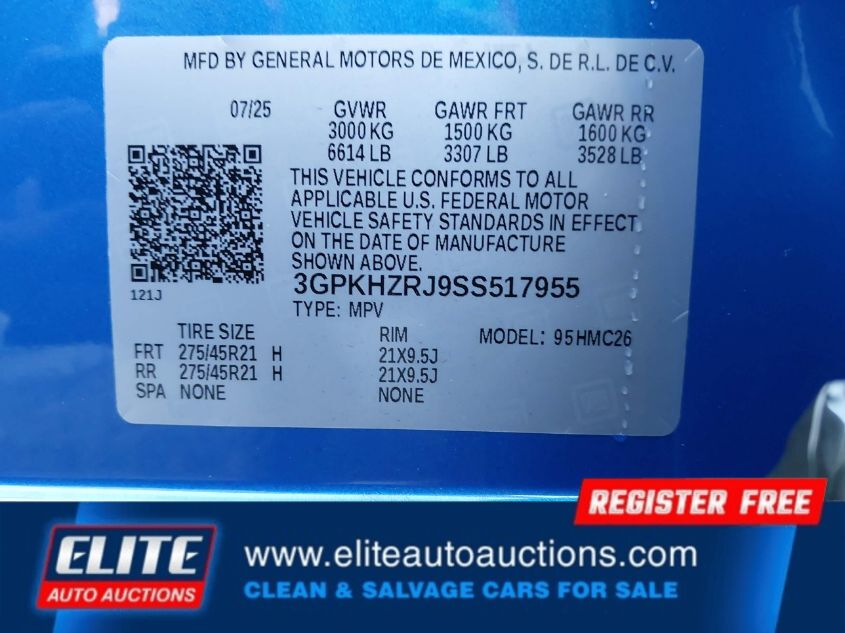 MFD BY GENERAL MOTORS DE MEXICO, S. DE R.L. DE C.V.
07/25 GVWR GAWR FRT GAWR RR
3000 KG 1500 KG 1600 KG
6614 LB 3307 LB 3528 LB
THIS VEHICLE CONFORMS TO ALL
APPLICABLE U.S. FEDERAL MOTOR
VEHICLE SAFETY STANDARDS IN EFFECT
ON THE DATE OF MANUFACTURE
SHOWN ABOVE.
121J
3GPKHZRJ9SS517955
TYPE: MPV
TIRE SIZE RIM MODEL: 95HMC26
FRT 275/45R21 H 21X9.5J
RR 275/45R21 H 21X9.5J
SPA NONE NONE
REGISTER FREE
ELITE
AUTO AUCTIONS
www.eliteautoauctions.com
CLEAN & SALVAGE CARS FOR SALE